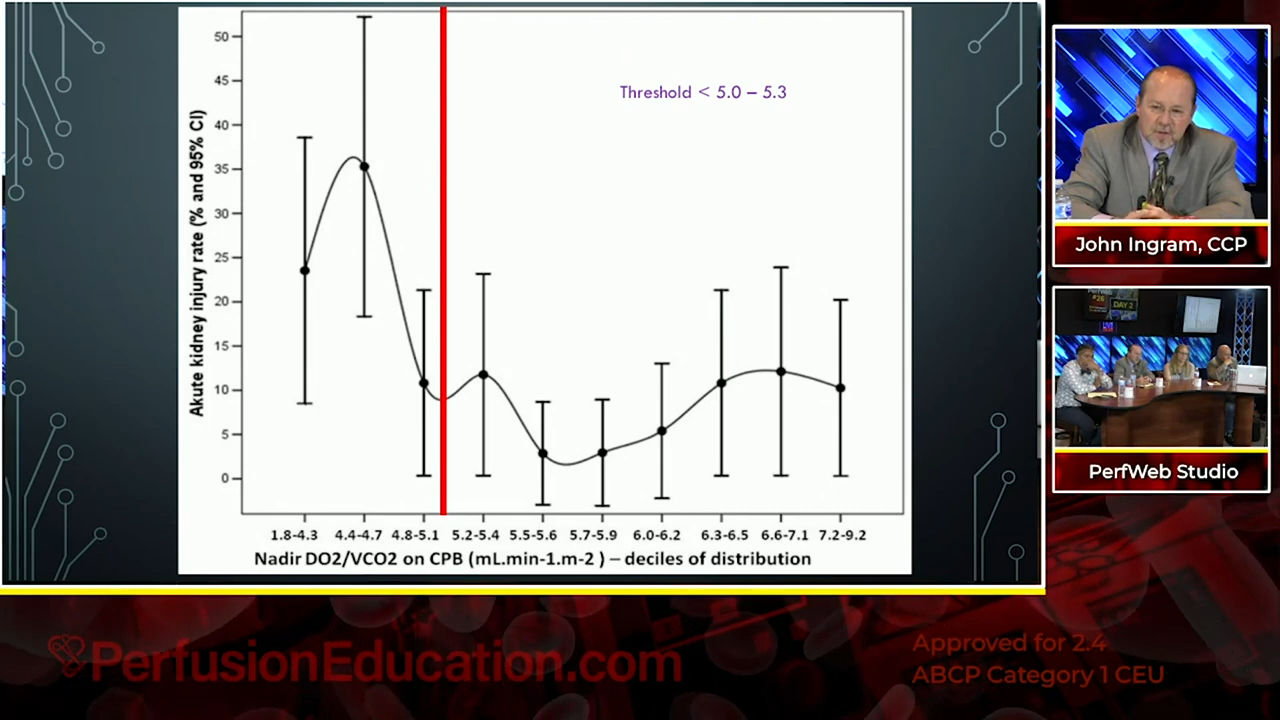 Threshold < 5.0 – 5.3
Akute kidney injury rate (% and 95% CI)
50
45
40
35
30
25
20
15
10
5
0
1.8-4.3 4.4-4.7 4.8-5.1 5.2-5.4 5.5-5.6 5.7-5.9 6.0-6.2 6.3-6.5 6.6-7.1 7.2-9.2
Nadir DO2/VCO2 on CPB (mL.min-1.m-2 ) – deciles of distribution
John Ingram, CCP
DAY 2
PerfWeb Studio
PerfusionEducation.com
Approved for 2.4
ABCP Category 1 CEU